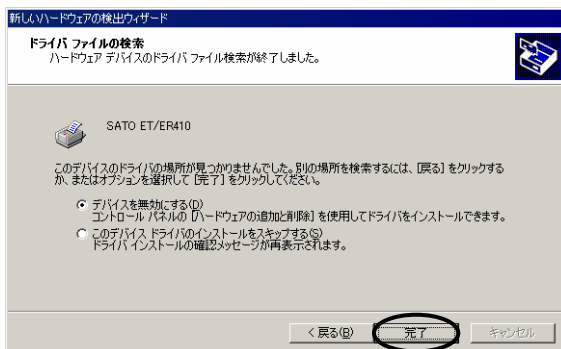 新しいハードウェアの検出ウィザード
ドライバ ファイルの検索
ハードウェア デバイスのドライバ ファイル検索が終了しました。
SATO ET/ER410
このデバイスのドライバの場所が見つかりませんでした。別の場所を検索するには、[戻る] をクリックする
か、またはオプションを選択して [完了] をクリックしてください。
デバイスを無効にする(D)
コントロール パネルの [ハードウェアの追加と削除] を使用してドライバをインストールできます。
このデバイス ドライバのインストールをスキップする(S)
ドライバ インストールの確認メッセージが再表示されます。
< 戻る(B)
完了
キャンセル